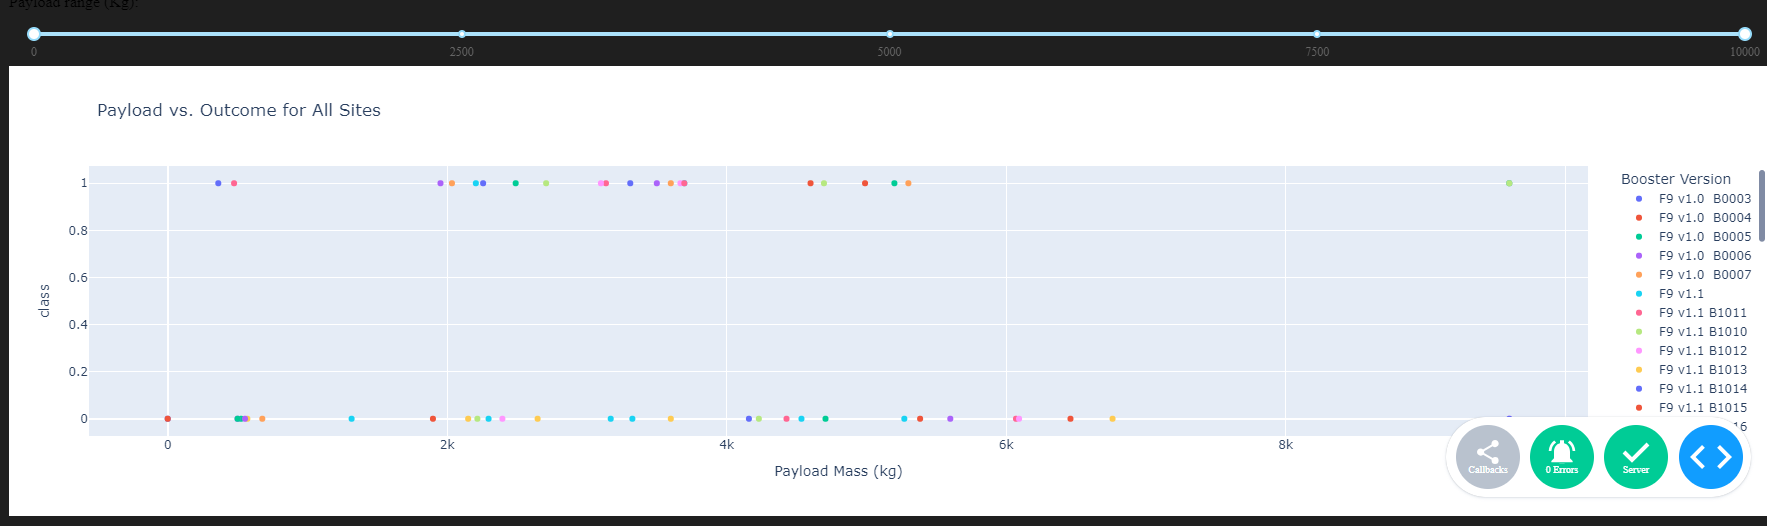 Payload range (Kg):
0 2500 5000 7500 10000
Payload vs. Outcome for All Sites
Booster Version
F9 v1.0  B0003
F9 v1.0  B0004
F9 v1.0  B0005
F9 v1.0  B0006
F9 v1.0  B0007
F9 v1.1
F9 v1.1 B1011
F9 v1.1 B1010
F9 v1.1 B1012
F9 v1.1 B1013
F9 v1.1 B1014
F9 v1.1 B1015
16
class
1
0.8
0.6
0.4
0.2
0
0 2k 4k 6k 8k
Payload Mass (kg)
Callbacks
0 Errors
Server